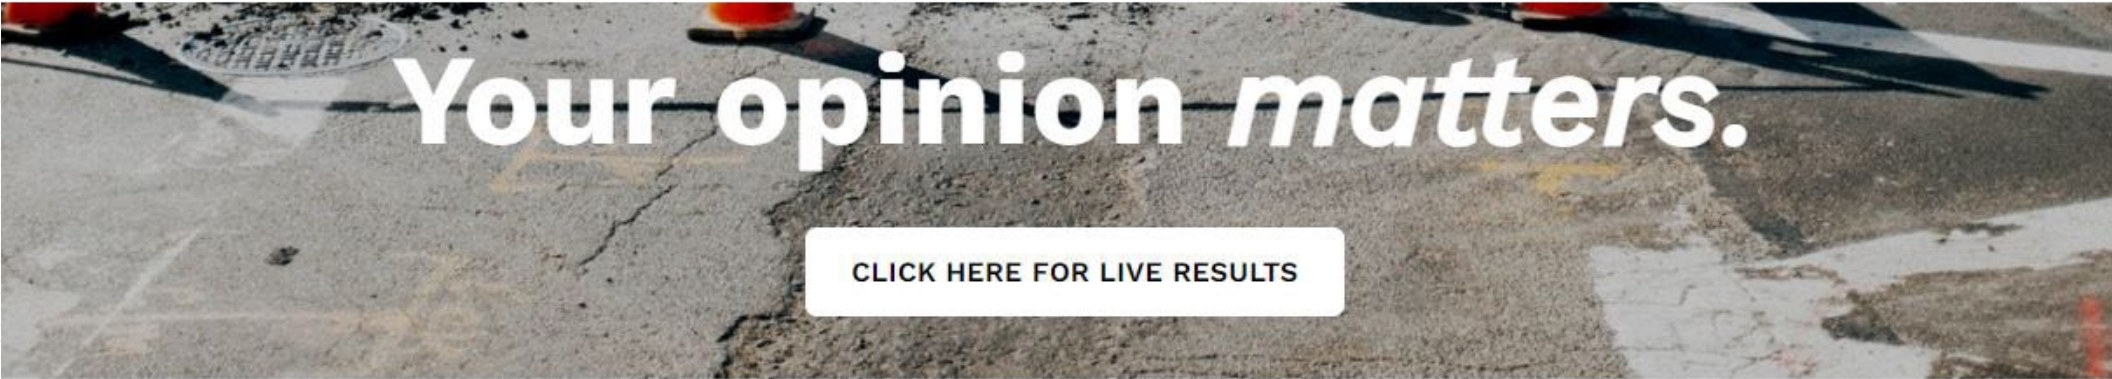 Your opinion matters.
CLICK HERE FOR LIVE RESULTS